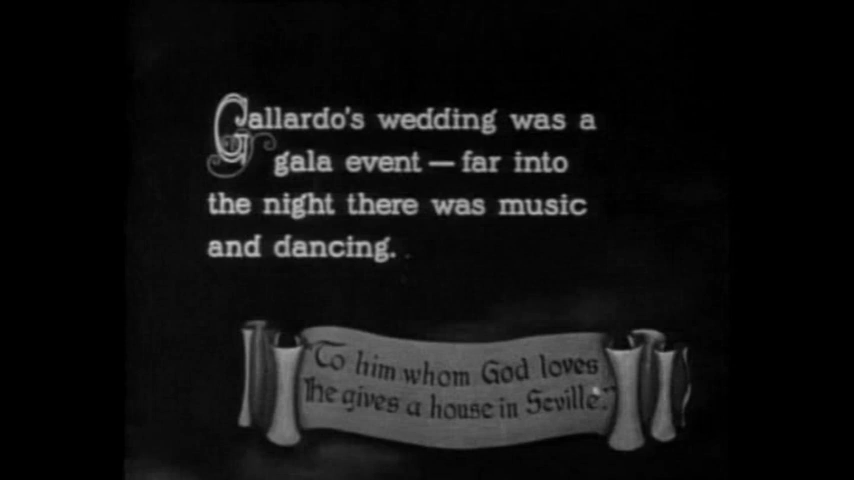 Gallardo's wedding was a
gala event — far into
the night there was music
and dancing.
"To him whom God loves
He gives a house in Seville."